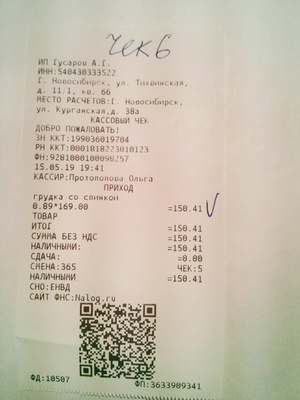 Чек 6
ИП Гусаров А.Г.
ИНН:540430333522
Г. Новосибирск, ул. Тихвинская,
д. 11/1, кв. 66
МЕСТО РАСЧЕТОВ:Г. Новосибирск,
ул. Курганская, д. 38а
КАССОВЫЙ ЧЕК
ДОБРО ПОЖАЛОВАТЬ!
ЗН ККТ:199036019704
РН ККТ:0001818223010123
ФН:9281000100098257
15.05.19 19:41
КАССИР:Протопопова Ольга
ПРИХОД
грудка со спинкой
0.89*169.00 =150.41
ТОВАР
ИТОГ =150.41
СУММА БЕЗ НДС =150.41
НАЛИЧНЫМИ: =150.41
СДАЧА: =0.00
СМЕНА:365 ЧЕК:5
НАЛИЧНЫМИ =150.41
СНО:ЕНВД
САЙТ ФНС:Nalog.ru
ФД:10507 ФП:3633909341